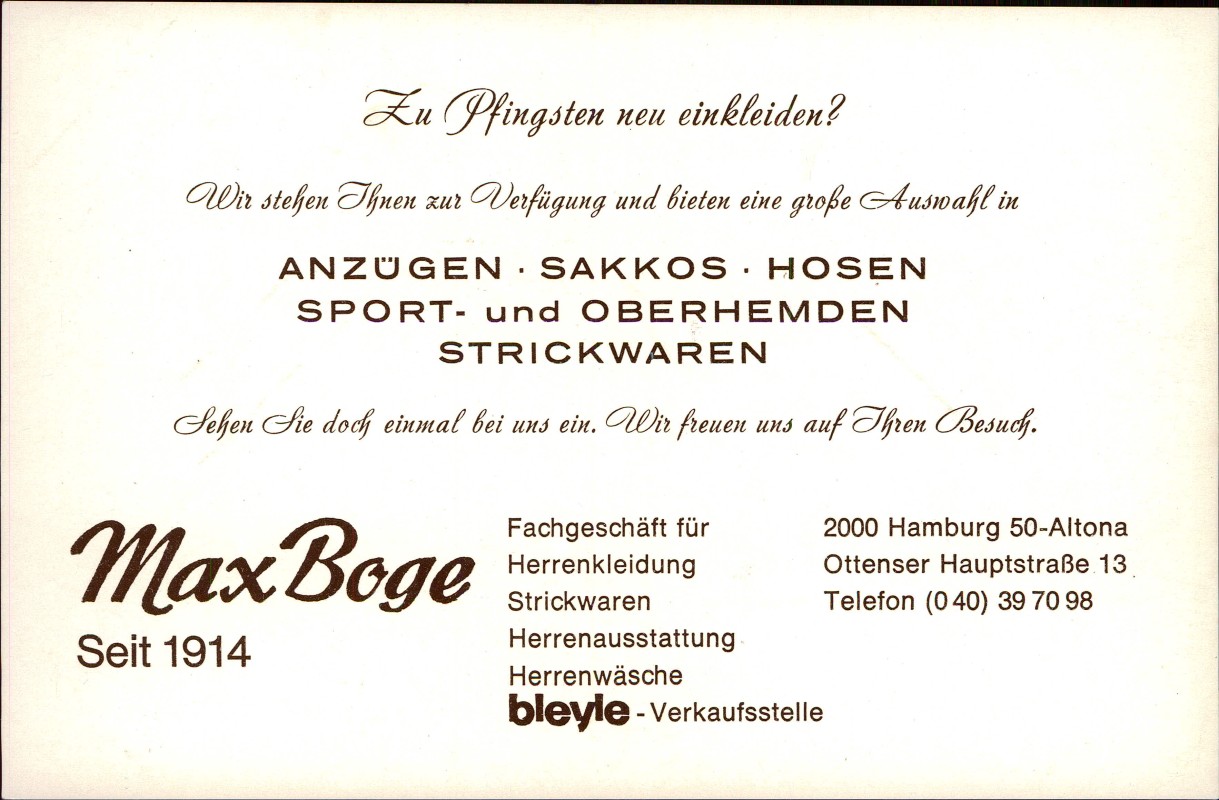 Zu Pfingsten neu einkleiden?
Wir stehen Ihnen zur Verfügung und bieten eine große Auswahl in
ANZÜGEN · SAKKOS · HOSEN
SPORT- und OBERHEMDEN
STRICKWAREN
Sehen Sie doch einmal bei uns ein. Wir freuen uns auf Ihren Besuch.
Max Boge
Seit 1914
Fachgeschäft für
Herrenkleidung
Strickwaren
Herrenausstattung
Herrenwäsche
bleyle - Verkaufsstelle
2000 Hamburg 50-Altona
Ottenser Hauptstraße 13
Telefon (0 40) 39 70 98